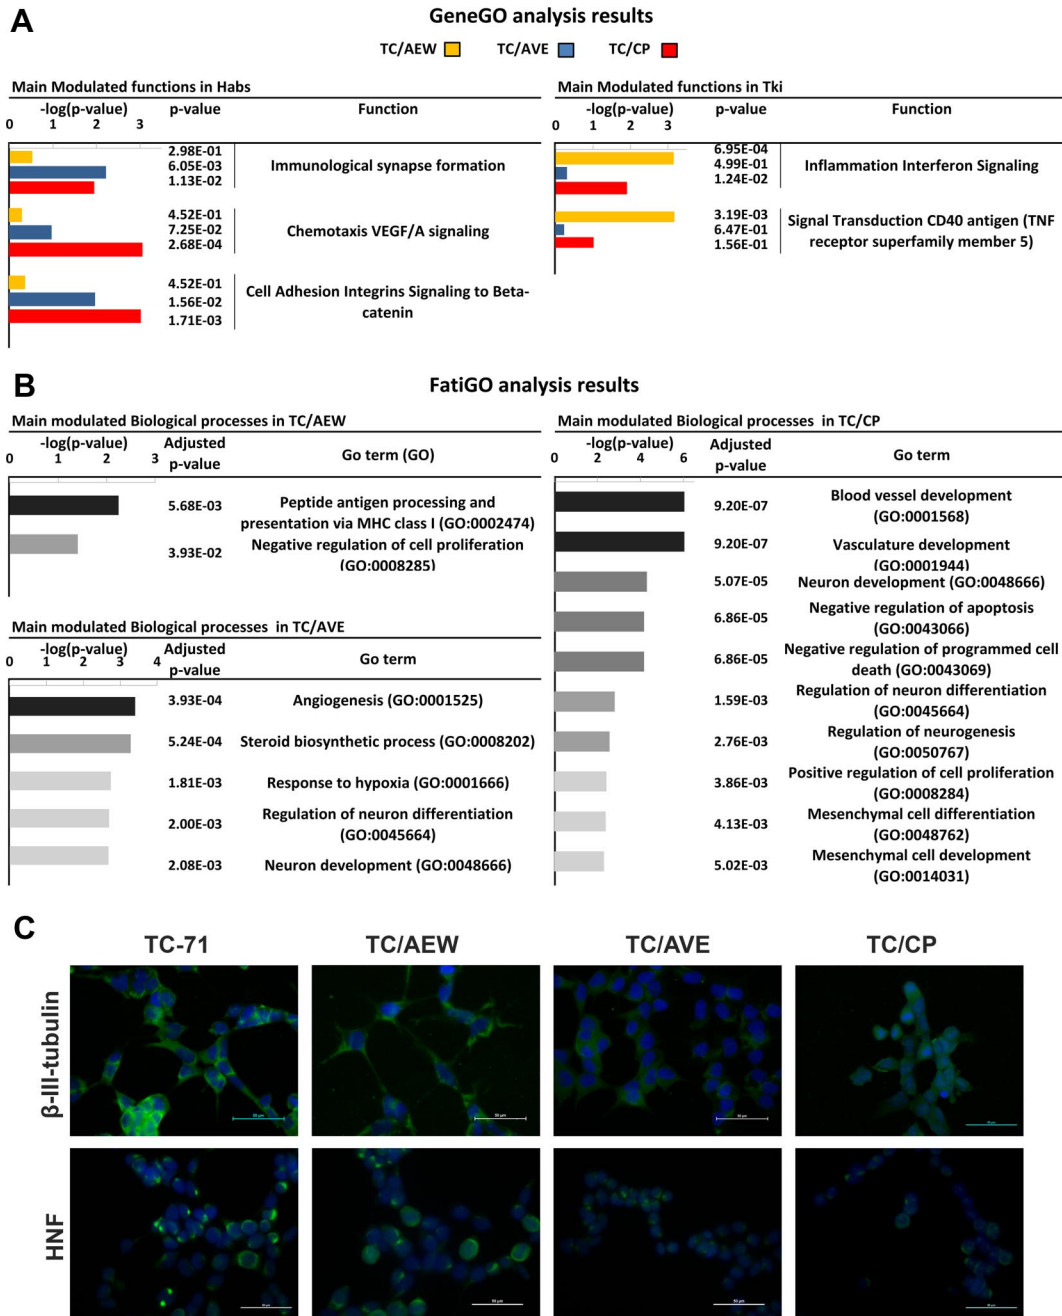 A
GeneGO analysis results
TC/AEW TC/AVE TC/CP
Main Modulated functions in Habs
-log(p-value) p-value Function
0 1 2 3
2.98E-01
6.05E-03
1.13E-02
Immunological synapse formation
4.52E-01
7.25E-02
2.68E-04
Chemotaxis VEGF/A signaling
4.52E-01
1.56E-02
1.71E-03
Cell Adhesion Integrins Signaling to Beta-
catenin
Main Modulated functions in Tki
-log(p-value) p-value Function
0 1 2 3
6.95E-04
4.99E-01
1.24E-02
Inflammation Interferon Signaling
3.19E-03
6.47E-01
1.56E-01
Signal Transduction CD40 antigen (TNF
receptor superfamily member 5)
B
FatiGO analysis results
Main modulated Biological processes in TC/AEW
-log(p-value) Adjusted
p-value
Go term (GO)
0 1 2 3
5.68E-03
Peptide antigen processing and
presentation via MHC class I (GO:0002474)
3.93E-02
Negative regulation of cell proliferation
(GO:0008285)
Main modulated Biological processes in TC/AVE
-log(p-value) Adjusted
p-value
Go term
0 1 2 3 4
3.93E-04 Angiogenesis (GO:0001525)
5.24E-04 Steroid biosynthetic process (GO:0008202)
1.81E-03 Response to hypoxia (GO:0001666)
2.00E-03
Regulation of neuron differentiation
(GO:0045664)
2.08E-03 Neuron development (GO:0048666)
Main modulated Biological processes in TC/CP
-log(p-value) Adjusted
p-value
Go term
0 2 4 6
9.20E-07
Blood vessel development
(GO:0001568)
9.20E-07
Vasculature development
(GO:0001944)
5.07E-05 Neuron development (GO:0048666)
6.86E-05
Negative regulation of apoptosis
(GO:0043066)
6.86E-05
Negative regulation of programmed cell
death (GO:0043069)
1.59E-03
Regulation of neuron differentiation
(GO:0045664)
2.76E-03
Regulation of neurogenesis
(GO:0050767)
3.86E-03
Positive regulation of cell proliferation
(GO:0008284)
4.13E-03
Mesenchymal cell differentiation
(GO:0048762)
5.02E-03
Mesenchymal cell development
(GO:0014031)
C
TC-71 TC/AEW TC/AVE TC/CP
β-III-tubulin
50 μm 50 μm 50 μm 50 μm
HNF
50 μm 50 μm 50 μm 50 μm